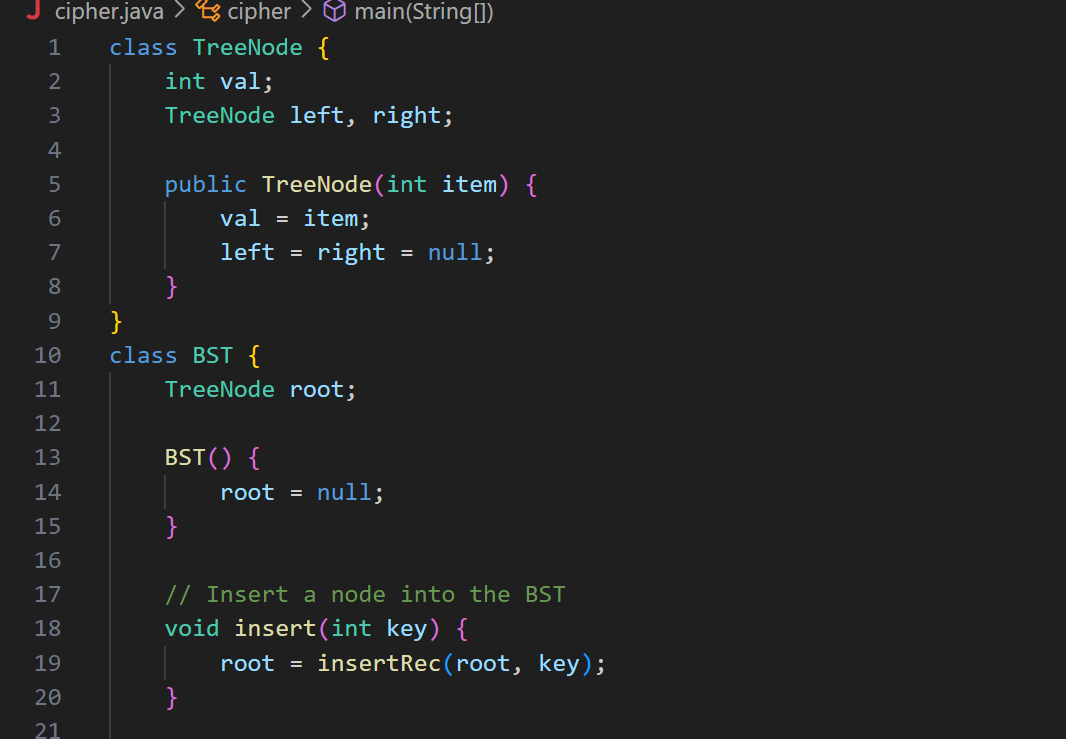 cipher.java > cipher > main(String[])
1 class TreeNode {
2     int val;
3     TreeNode left, right;
4
5     public TreeNode(int item) {
6         val = item;
7         left = right = null;
8     }
9 }
10 class BST {
11     TreeNode root;
12
13     BST() {
14         root = null;
15     }
16
17     // Insert a node into the BST
18     void insert(int key) {
19         root = insertRec(root, key);
20     }
21